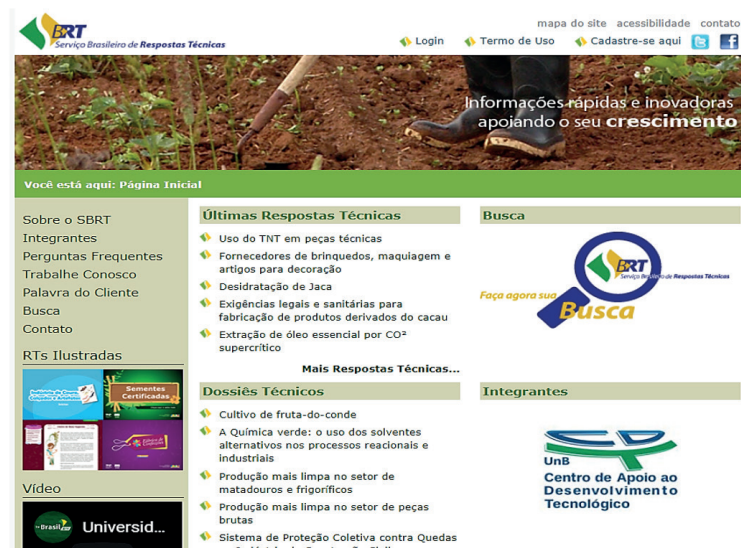 mapa do site acessibilidade contato
SBRT
Serviço Brasileiro de Respostas Técnicas
Login Termo de Uso Cadastre-se aqui
Informações rápidas e inovadoras
apoiando o seu crescimento
Você está aqui: Página Inicial
Sobre o SBRT
Integrantes
Perguntas Frequentes
Trabalhe Conosco
Palavra do Cliente
Busca
Contato
RTs Ilustradas
Sementes
Certificadas
Vídeo
Universid...
Últimas Respostas Técnicas
Uso do TNT em peças técnicas
Fornecedores de brinquedos, maquiagem e
artigos para decoração
Desidratação de Jaca
Exigências legais e sanitárias para
fabricação de produtos derivados do cacau
Extração de óleo essencial por CO²
supercrítico
Mais Respostas Técnicas...
Dossiês Técnicos
Cultivo de fruta-do-conde
A Química verde: o uso dos solventes
alternativos nos processos reacionais e
industriais
Produção mais limpa no setor de
matadouros e frigoríficos
Produção mais limpa no setor de peças
brutas
Sistema de Proteção Coletiva contra Quedas
Busca
SBRT
Serviço Brasileiro de Respostas Técnicas
Faça agora sua
Busca
Integrantes
UnB
Centro de Apoio ao
Desenvolvimento
Tecnológico